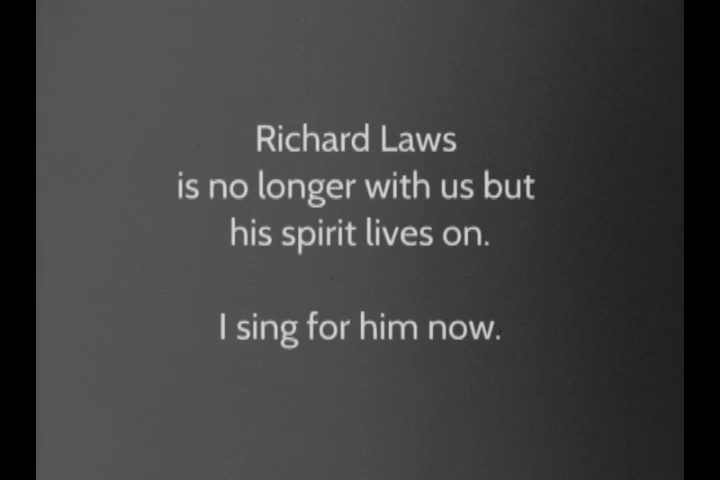 Richard Laws
is no longer with us but
his spirit lives on.
I sing for him now.